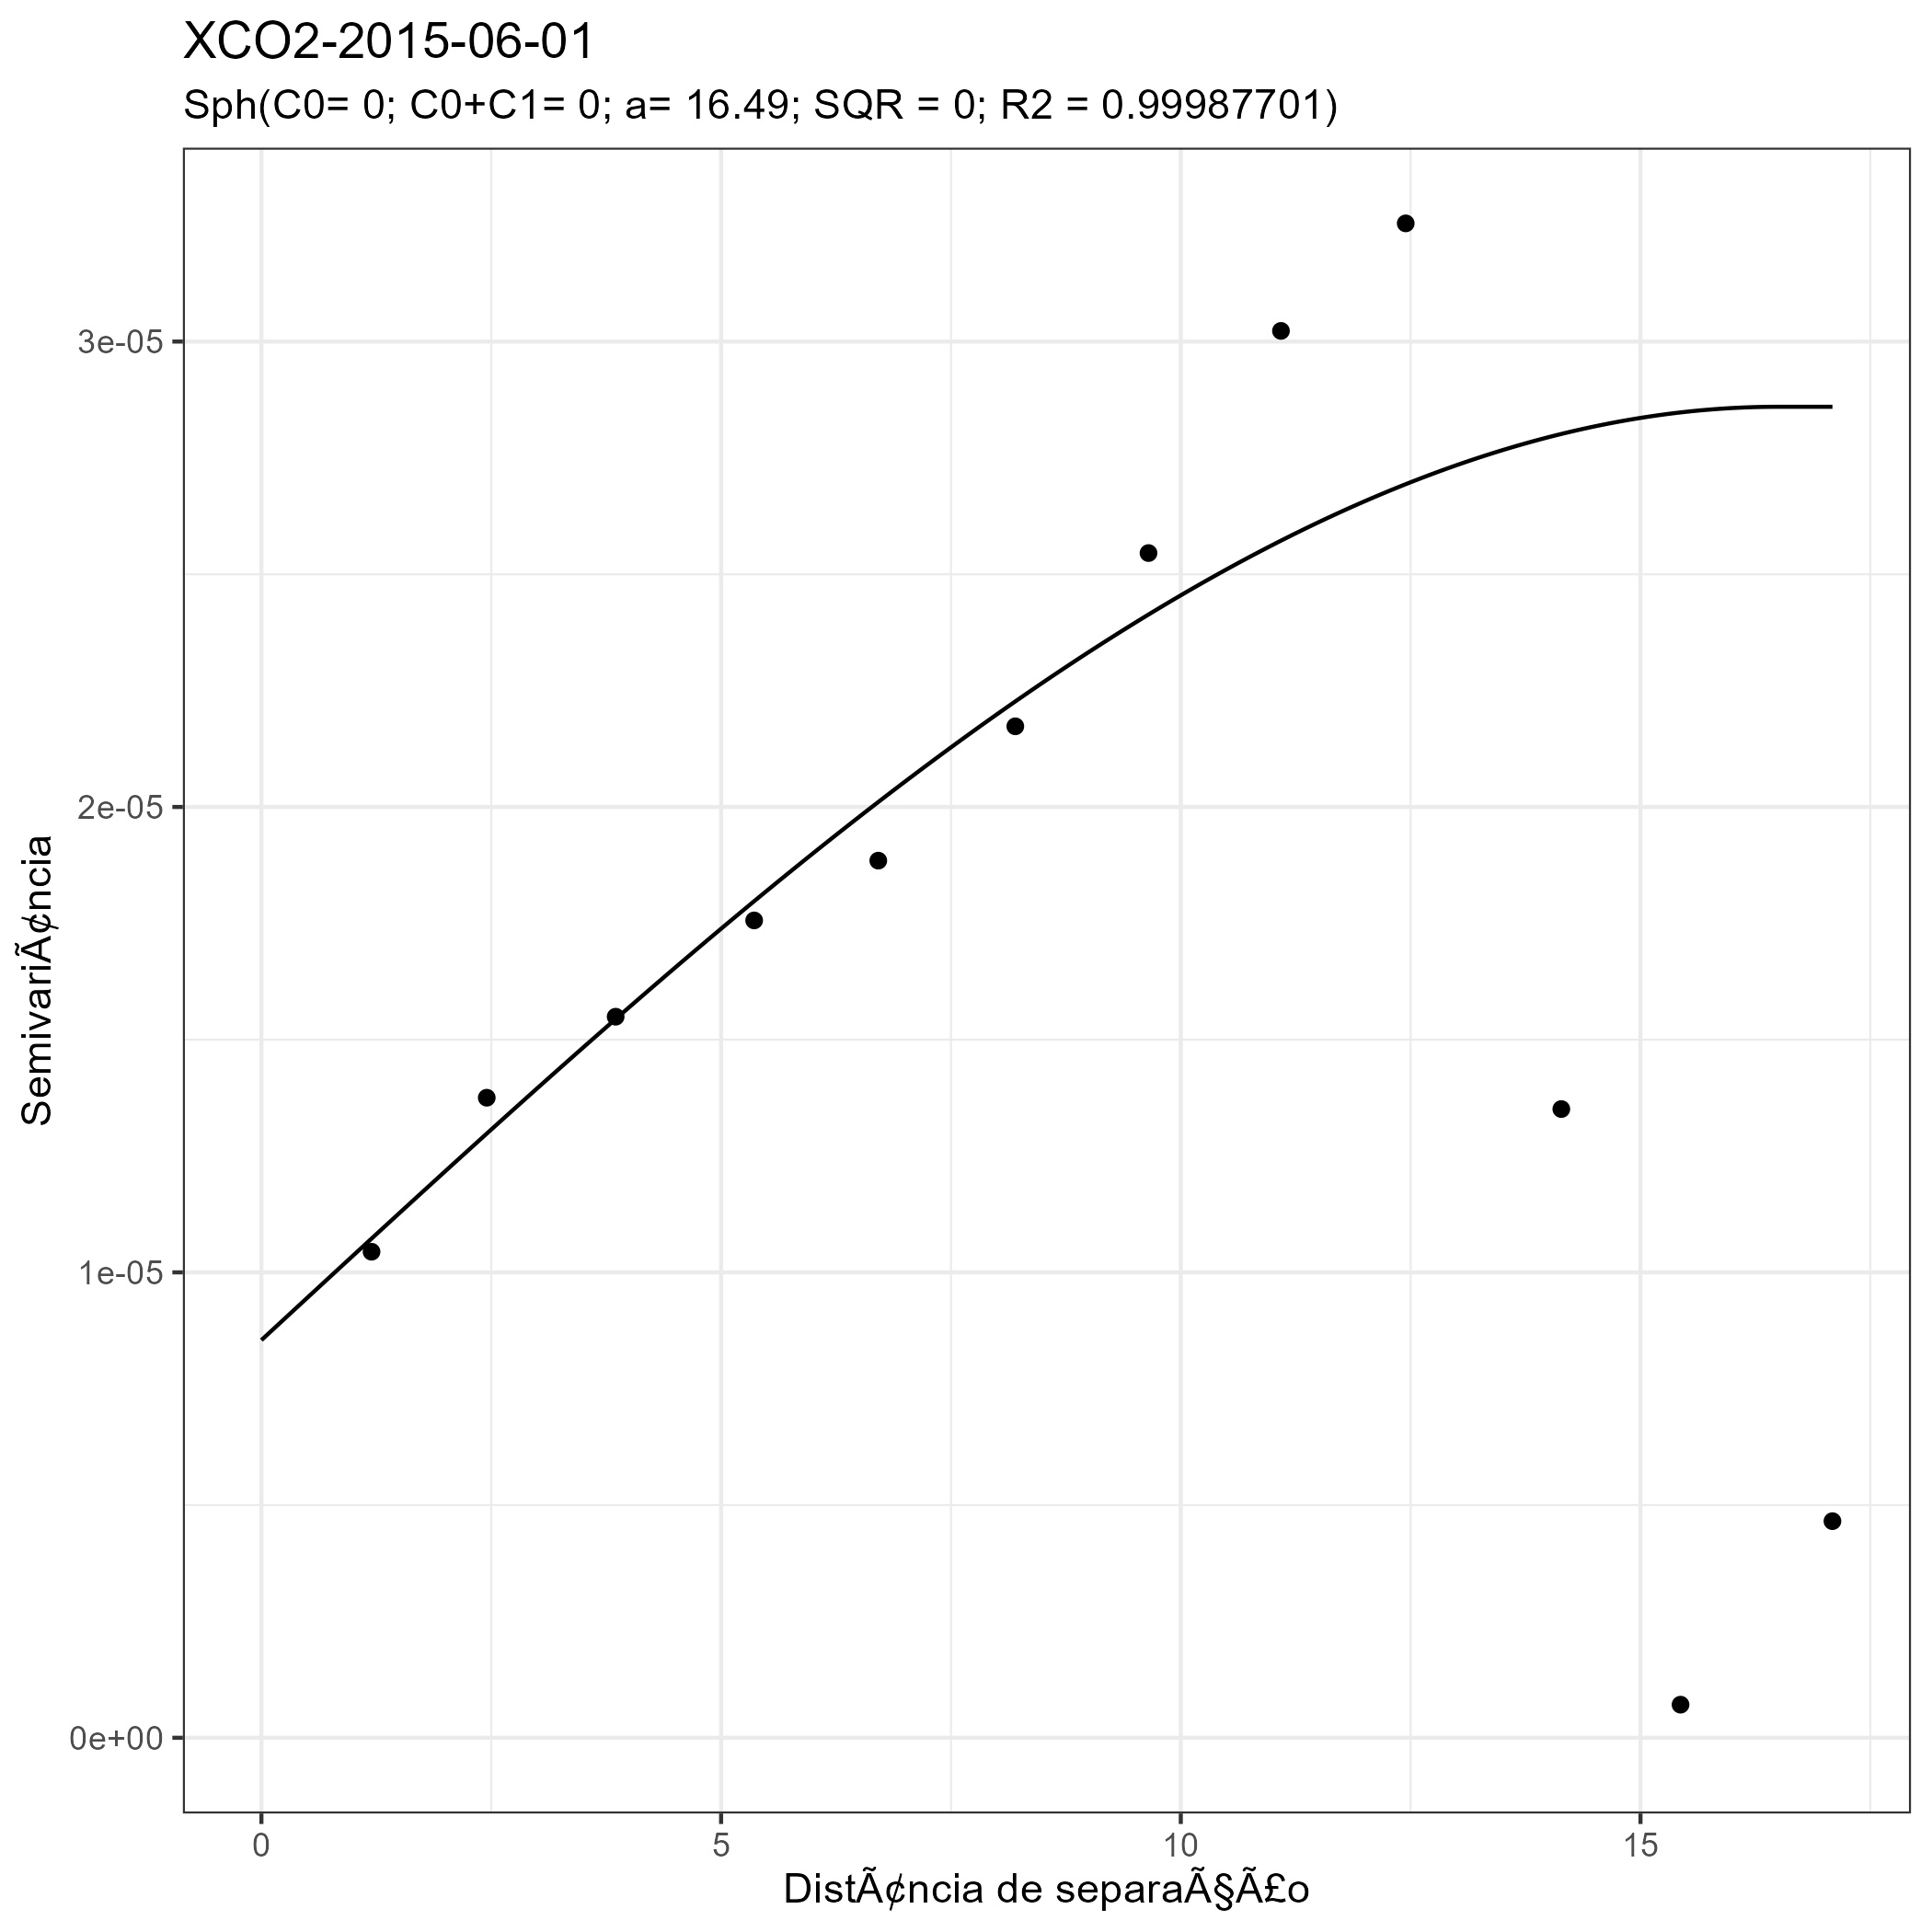 XCO2-2015-06-01
Sph(C0= 0; C0+C1= 0; a= 16.49; SQR = 0; R2 = 0.99987701)
SemivariÃ¢ncia
3e-05
2e-05
1e-05
0e+00
0
5
10
15
DistÃ¢ncia de separaÃ§Ã£o